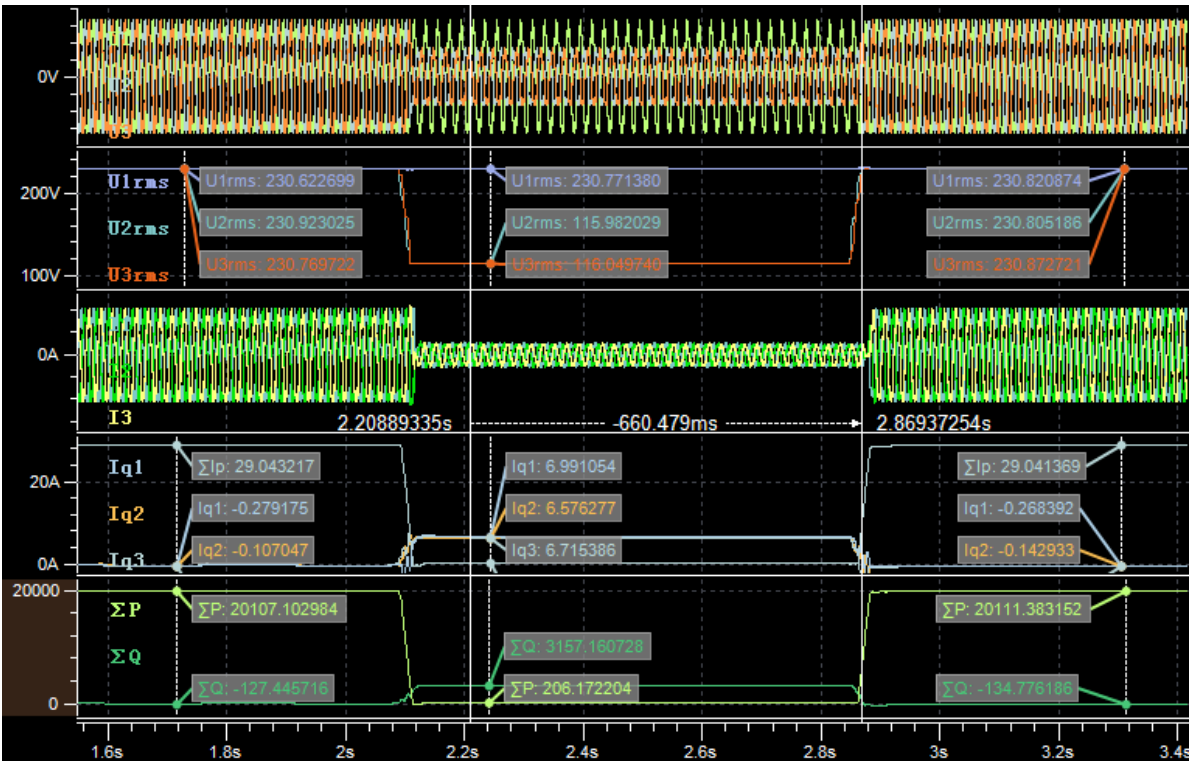 0V
U3
U1rms
U2rms
U3rms
200V
100V
U1rms: 230.622699
U2rms: 230.923025
U3rms: 230.769722
U1rms: 230.771380
U2rms: 115.982029
U3rms: 116.049740
U1rms: 230.820874
U2rms: 230.805186
U3rms: 230.872721
0A
I3
2.20889335s
-660.479ms
2.86937254s
Iq1
Iq2
Iq3
20A
0A
∑Ip: 29.043217
Iq1: -0.279175
Iq2: -0.107047
Iq1: 6.991054
Iq2: 6.576277
Iq3: 6.715386
∑Ip: 29.041369
Iq1: -0.268392
Iq2: -0.142933
20000
0
ΣP
ΣQ
∑P: 20107.102984
∑Q: -127.445716
∑Q: 3157.160728
∑P: 206.172204
∑P: 20111.383152
∑Q: -134.776186
1.6s 1.8s 2s 2.2s 2.4s 2.6s 2.8s 3s 3.2s 3.4s